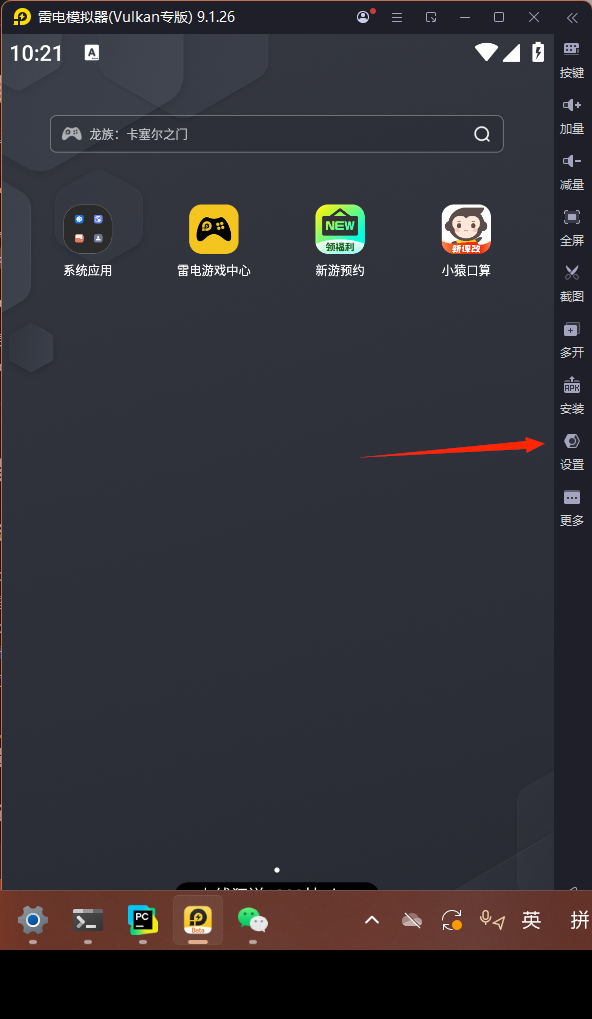 雷电模拟器(Vulkan专版) 9.1.26
10:21
A
龙族：卡塞尔之门
系统应用
雷电游戏中心
NEW
领福利
新游预约
新课改
小猿口算
按键
加量
减量
全屏
截图
多开
APK
安装
设置
更多
PC
Beta
英
拼